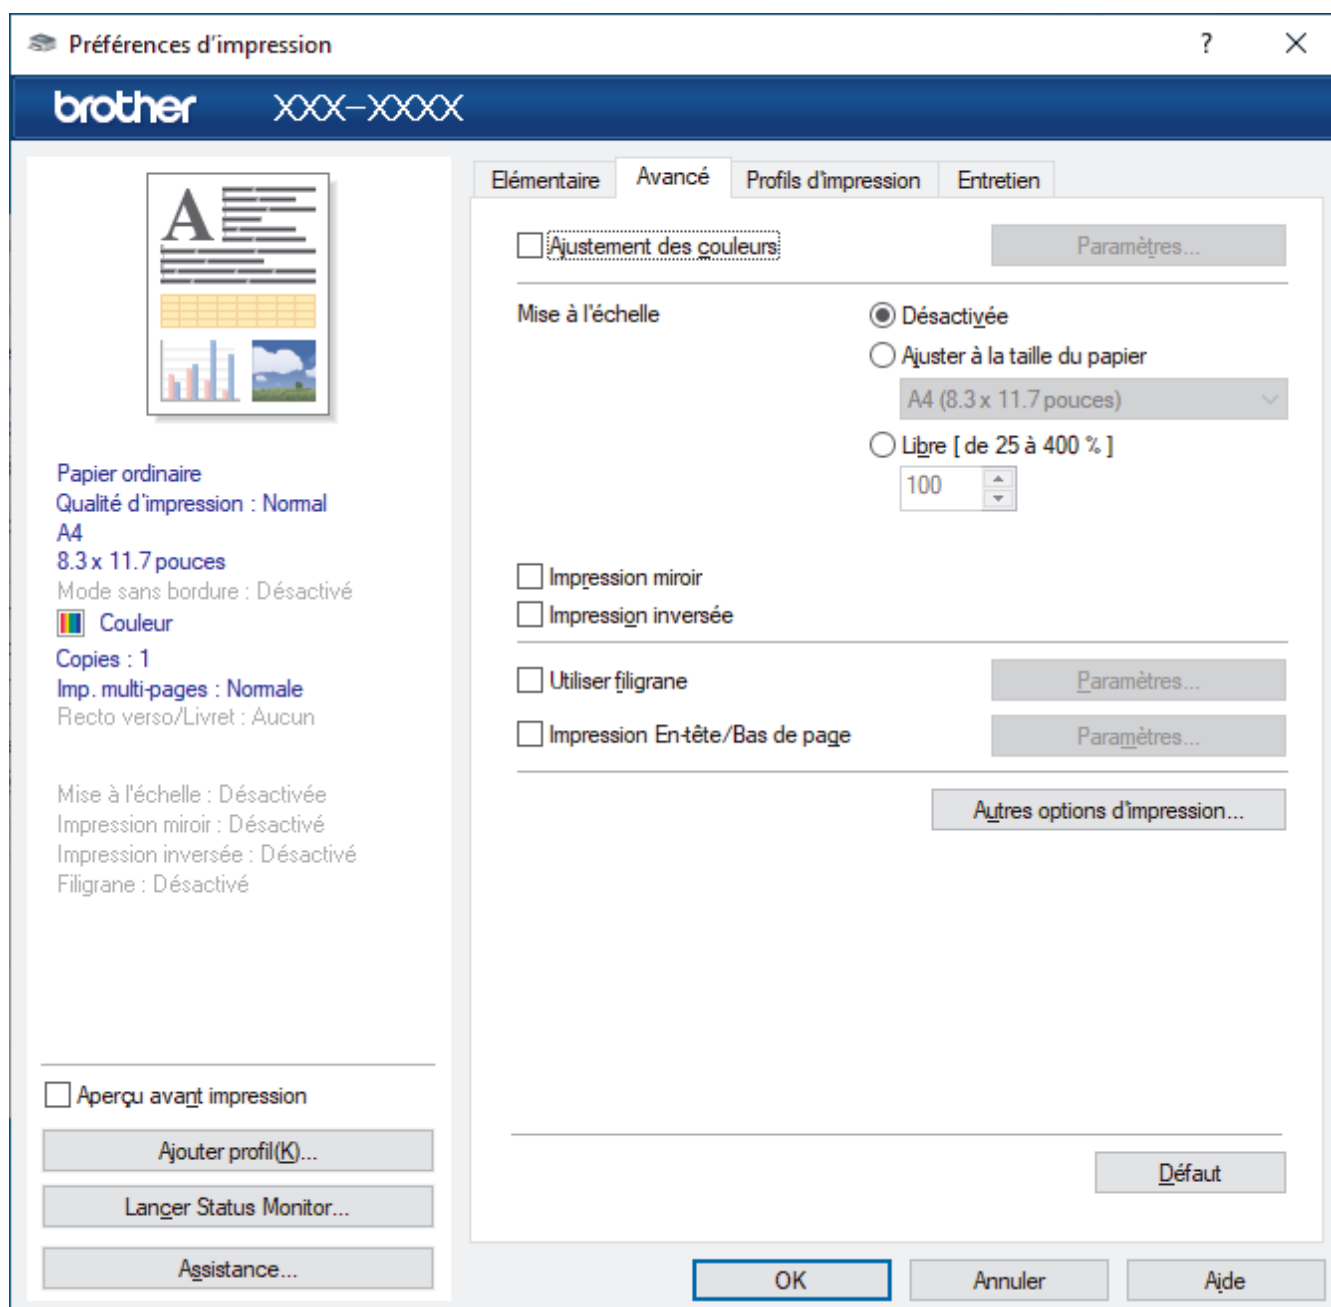 Préférences d'impression
?
brother XXX-XXXX
A
Papier ordinaire
Qualité d'impression : Normal
A4
8.3 x 11.7 pouces
Mode sans bordure : Désactivé
Couleur
Copies : 1
Imp. multi-pages : Normale
Recto verso/Livret : Aucun
Mise à l'échelle : Désactivée
Impression miroir : Désactivé
Impression inversée : Désactivé
Filigrane : Désactivé
Aperçu avant impression
Ajouter profil(K)...
Lancer Status Monitor...
Assistance...
Elémentaire Avancé Profils d'impression Entretien
Ajustement des couleurs Paramètres...
Mise à l'échelle Désactivée
Ajuster à la taille du papier
A4 (8.3 x 11.7 pouces)
Libre [ de 25 à 400 % ]
100
Impression miroir
Impression inversée
Utiliser filigrane Paramètres...
Impression En-tête/Bas de page Paramètres...
Autres options d'impression...
Défaut
OK Annuler Aide